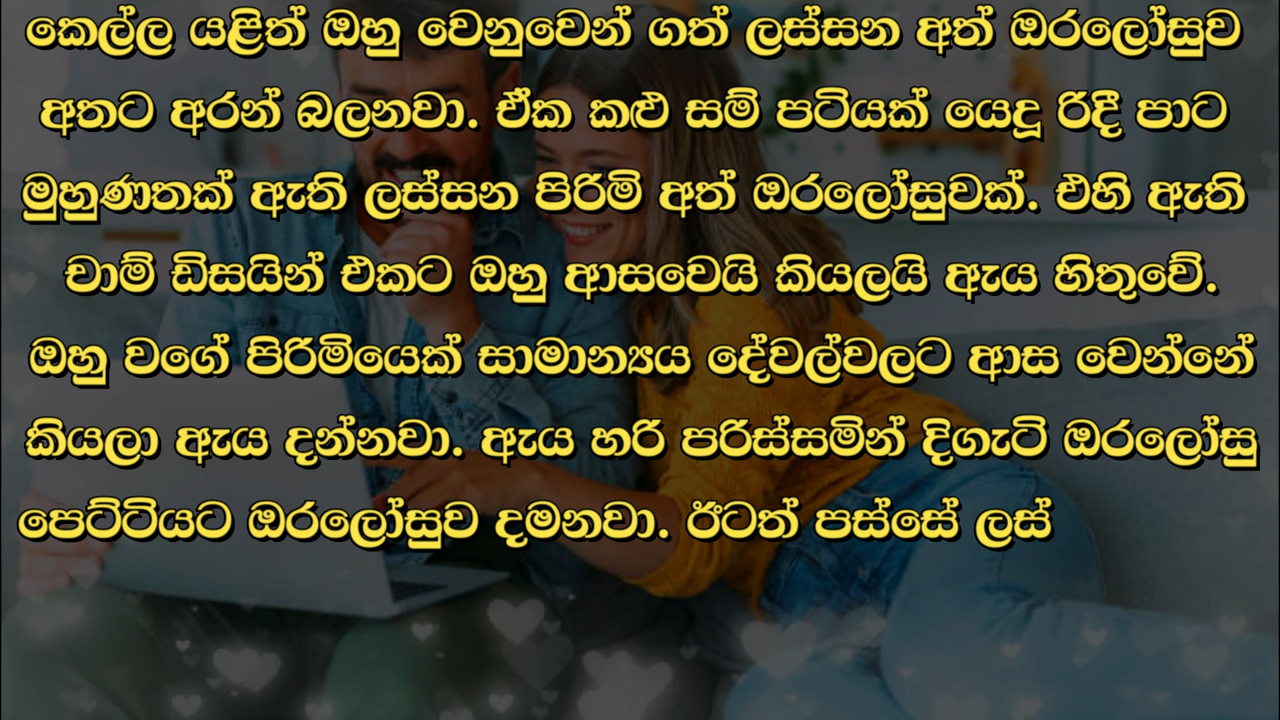 කෙල්ල යළිත් ඔහු වෙනුවෙන් ගත් ලස්සන අත් ඔරලෝසුව
අතට අරන් බලනවා. ඒක කළු සම් පටියක් යෙදූ රිදී පාට
මුහුණතක් ඇති ලස්සන පිරිමි අත් ඔරලෝසුවක්. එහි ඇති
චාම් ඩිසයින් එකට ඔහු ආසවෙයි කියලයි ඇය හිතුවේ.
ඔහු වගේ පිරිමියෙක් සාමාන්‍යය දේවල්වලට ආස වෙන්නේ
කියලා ඇය දන්නවා. ඇය හරි පරිස්සමින් දිගැටි ඔරලෝසු
පෙට්ටියට ඔරලෝසුව දමනවා. ඊටත් පස්සේ ලස්